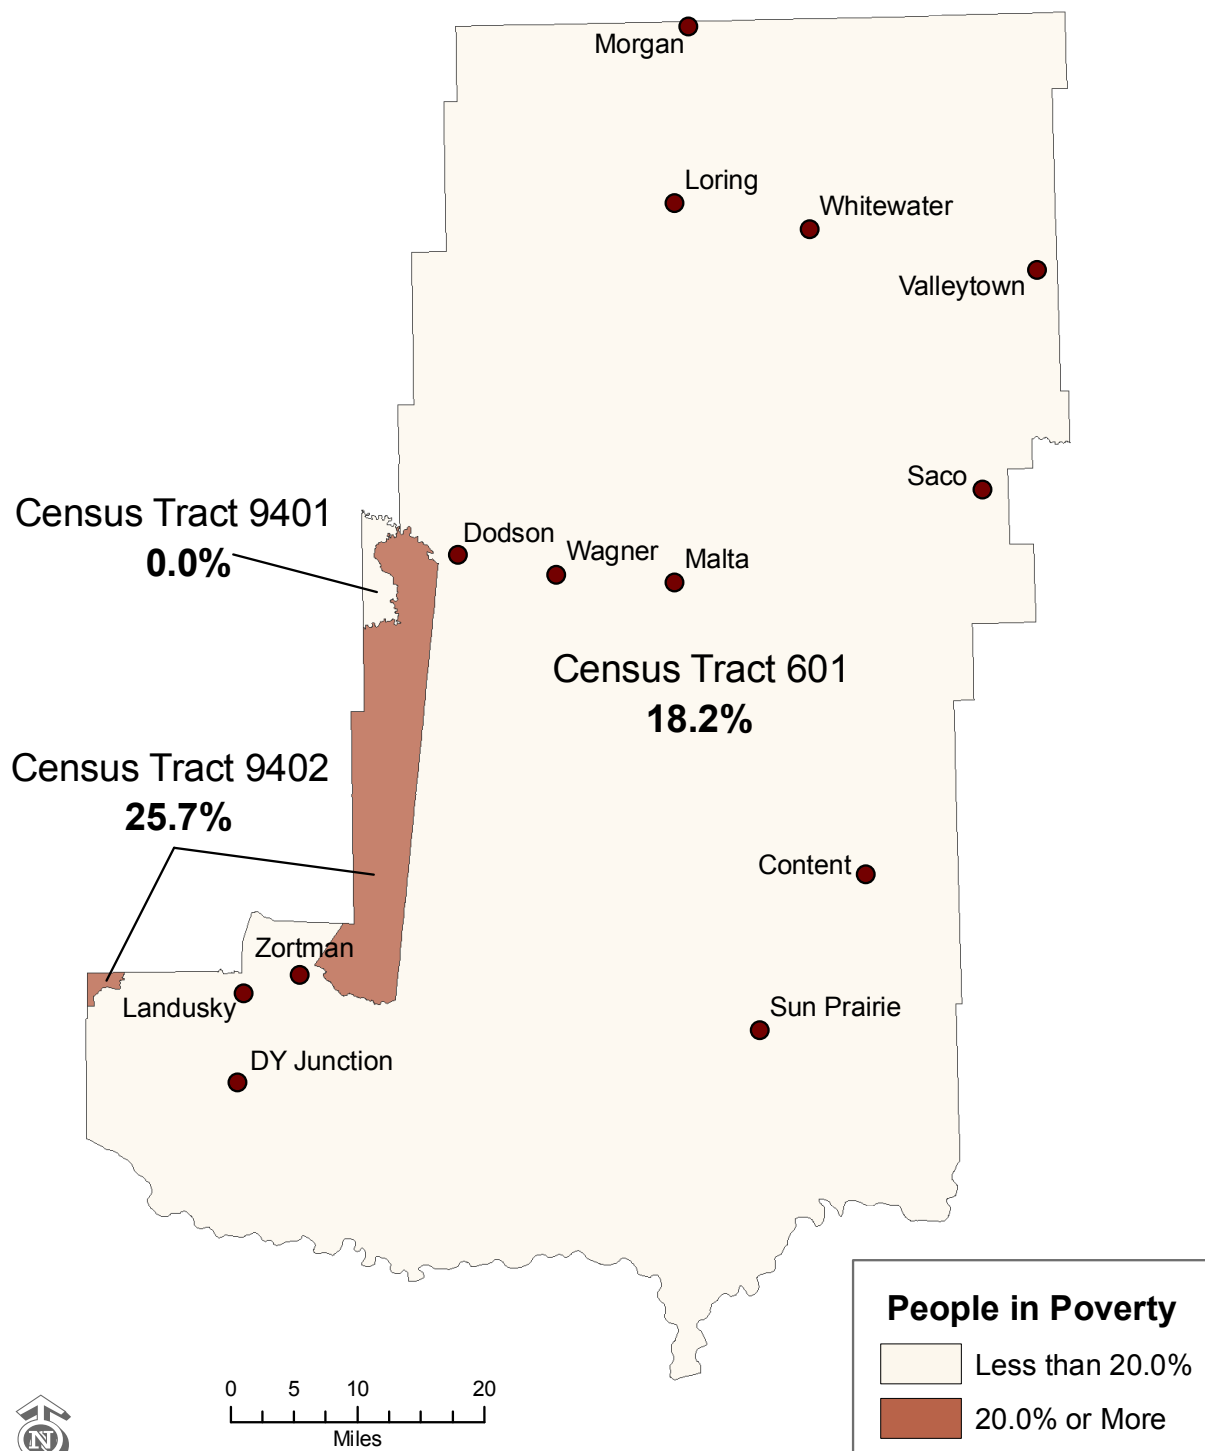 Morgan
Loring
Whitewater
Valleytown
Saco
Census Tract 9401
0.0%
Dodson
Wagner
Malta
Census Tract 601
18.2%
Census Tract 9402
25.7%
Content
Zortman
Landusky
Sun Prairie
DY Junction
People in Poverty
Less than 20.0%
20.0% or More
0 5 10 20
Miles
N